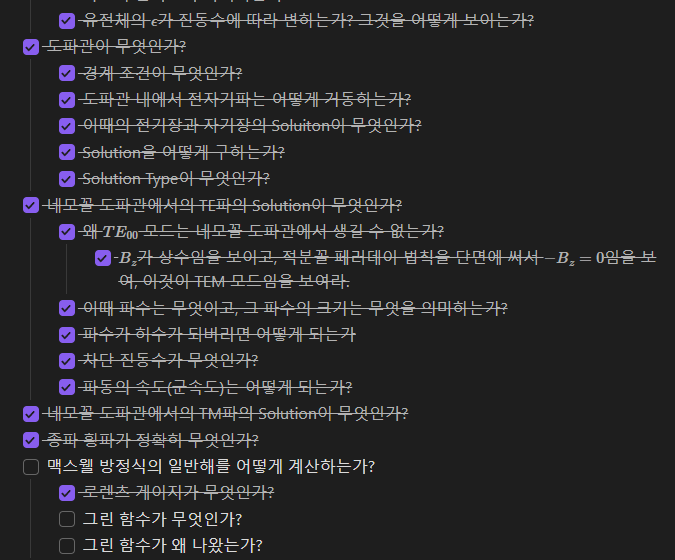 유전체의 ϵ가 진동수에 따라 변하는가? 그것을 어떻게 보이는가?
도파관이 무엇인가?
경계 조건이 무엇인가?
도파관 내에서 전자기파는 어떻게 거동하는가?
이때의 전기장과 자기장의 Soluiton이 무엇인가?
Solution을 어떻게 구하는가?
Solution Type이 무엇인가?
네모꼴 도파관에서의 TE파의 Solution이 무엇인가?
왜 TE₀₀ 모드는 네모꼴 도파관에서 생길 수 없는가?
B_z가 상수임을 보이고, 적분꼴 페러데이 법칙을 단면에 써서 −B_z = 0임을 보
여, 이것이 TEM 모드임을 보여라.
이때 파수는 무엇이고, 그 파수의 크기는 무엇을 의미하는가?
파수가 허수가 되버리면 어떻게 되는가
차단 진동수가 무엇인가?
파동의 속도(군속도)는 어떻게 되는가?
네모꼴 도파관에서의 TM파의 Solution이 무엇인가?
종파 횡파가 정확히 무엇인가?
맥스웰 방정식의 일반해를 어떻게 계산하는가?
로렌츠 게이지가 무엇인가?
그린 함수가 무엇인가?
그린 함수가 왜 나왔는가?